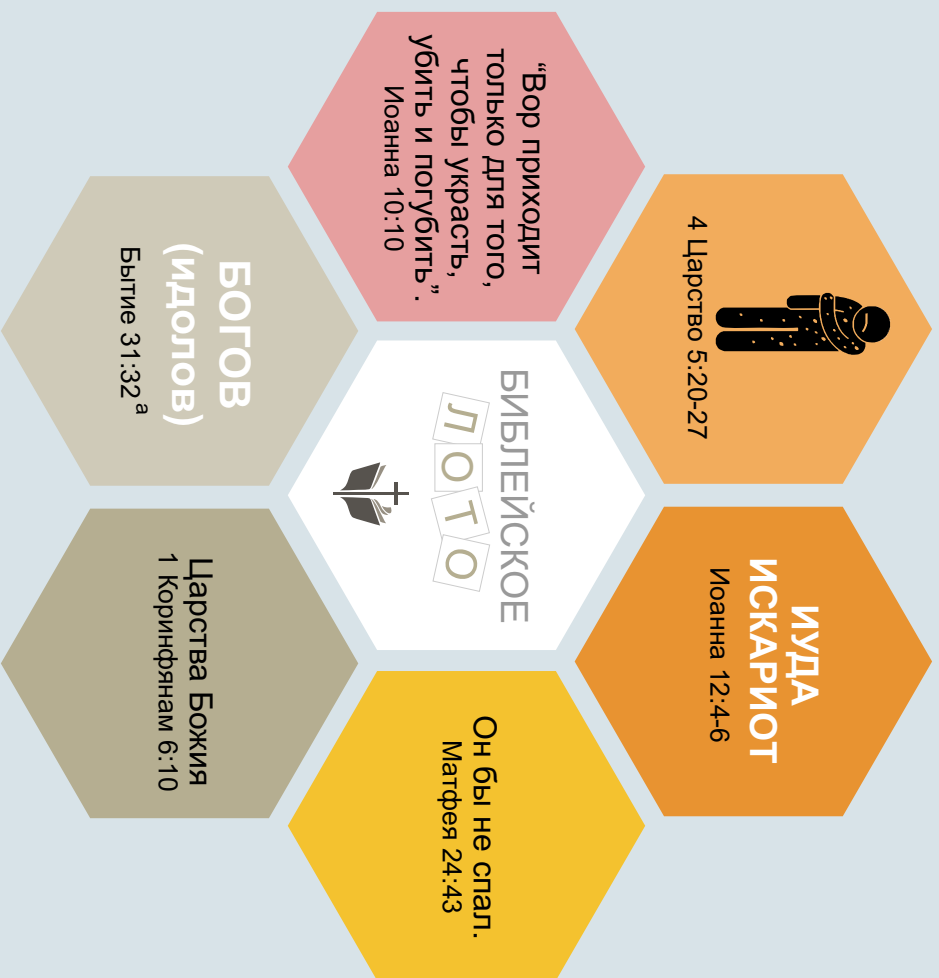 4 Царство 5:20-27
ИУДА
ИСКАРИОТ
Иоанна 12:4-6
“Вор приходит
только для того,
чтобы украсть,
убить и погубить”.
Иоанна 10:10
БИБЛЕЙСКОЕ
ЛОТО
Он бы не спал.
Матфея 24:43
БОГОВ
(идолов)
Бытие 31:32 а
Царства Божия
1 Коринфянам 6:10